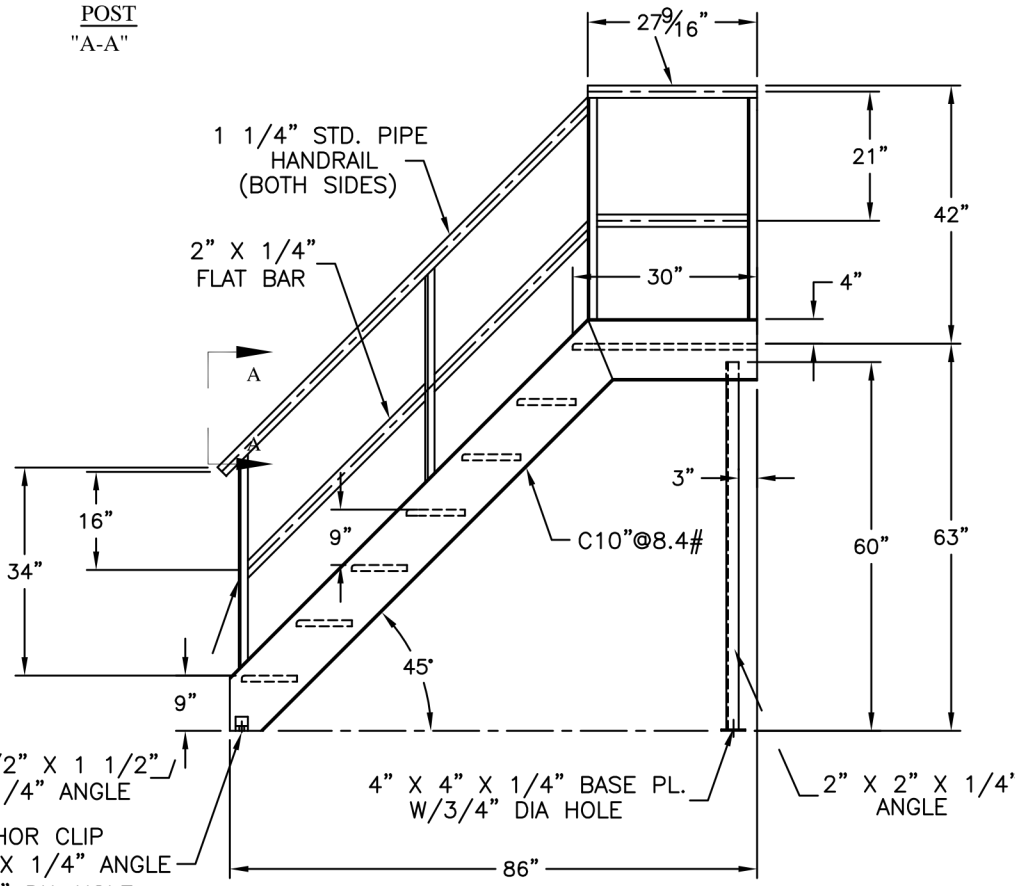 POST
"A-A"
27 9/16"
1 1/4" STD. PIPE
HANDRAIL
(BOTH SIDES)
21"
42"
2" X 1/4"
FLAT BAR
30"
4"
A
A
3"
16"
9"
C10"@8.4#
60"
63"
34"
45°
9"
/2" X 1 1/2"
/4" ANGLE
4" X 4" X 1/4" BASE PL.
W/3/4" DIA HOLE
2" X 2" X 1/4"
ANGLE
HOR CLIP
X 1/4" ANGLE
86"